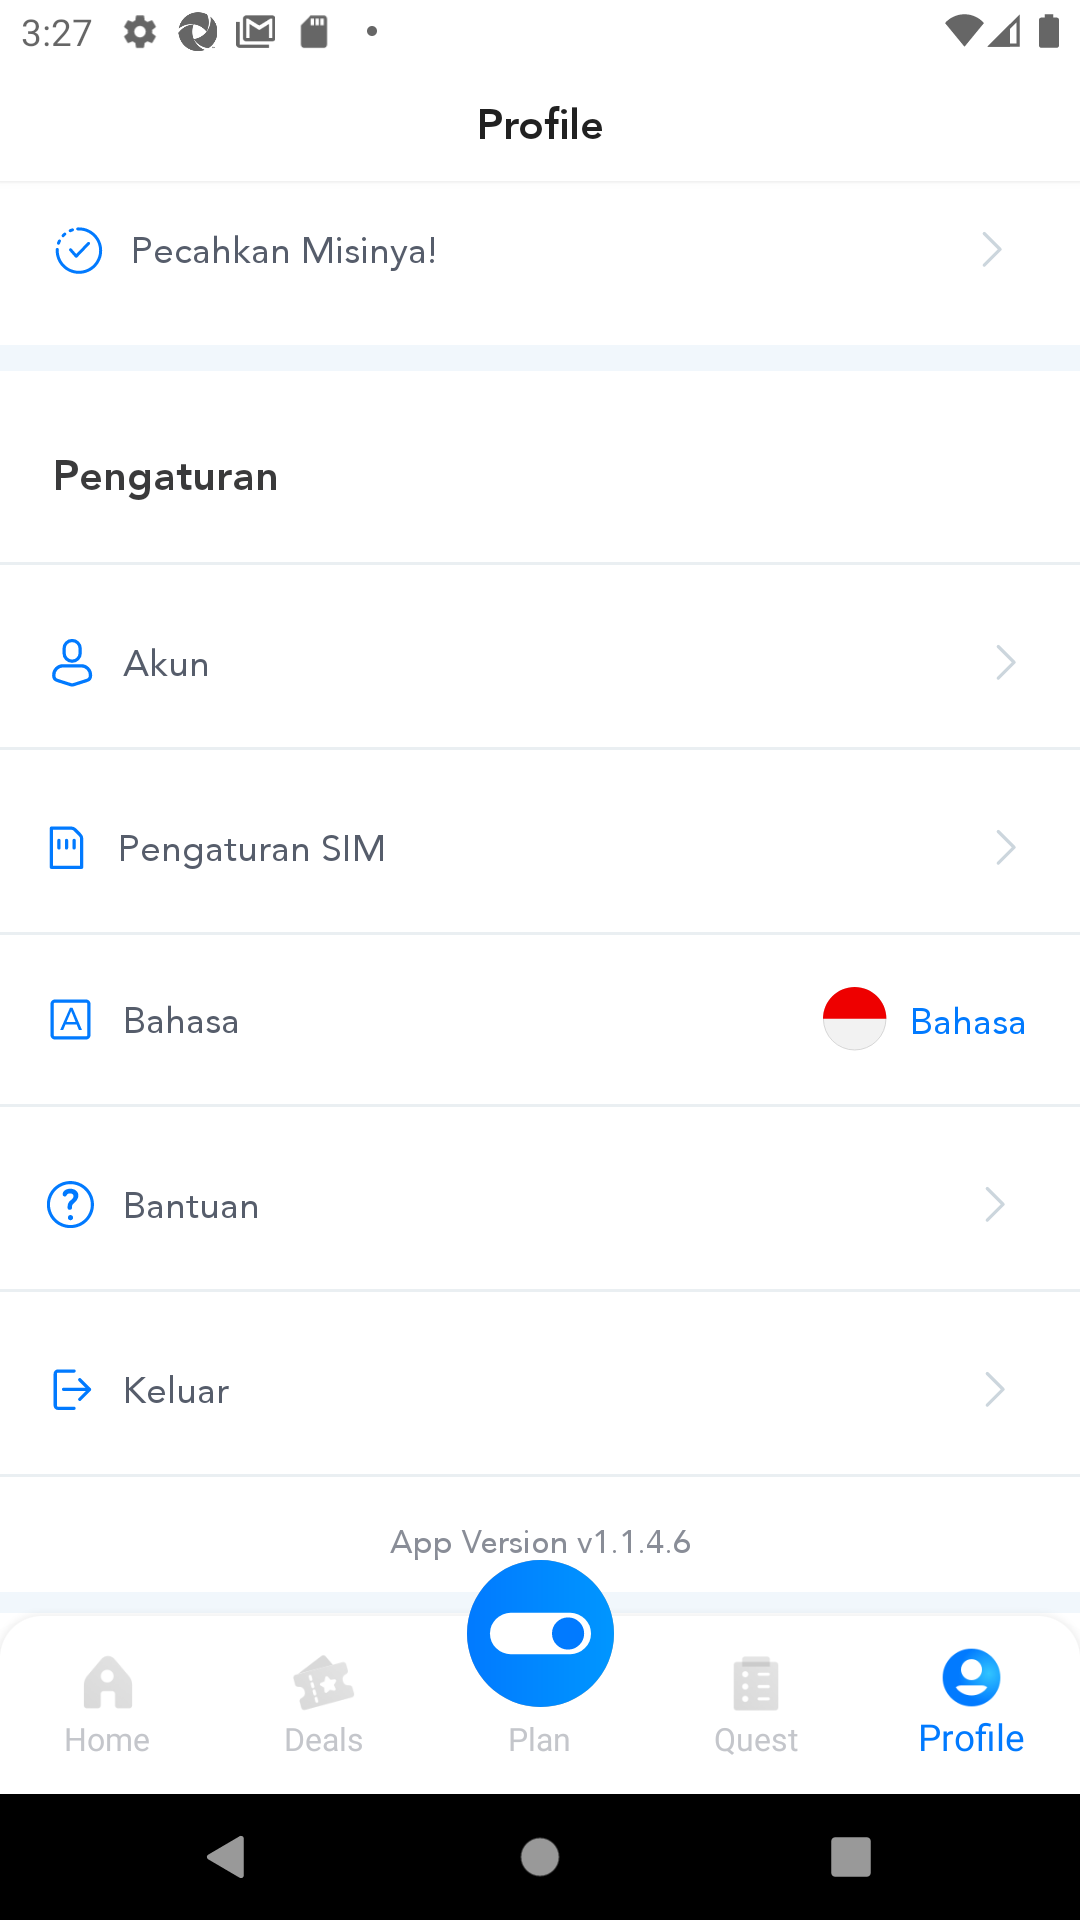 3:27
Profile
Pecahkan Misinya!
Pengaturan
Akun
Pengaturan SIM
Bahasa Bahasa
Bantuan
Keluar
App Version v1.1.4.6
Home Deals Plan Quest Profile